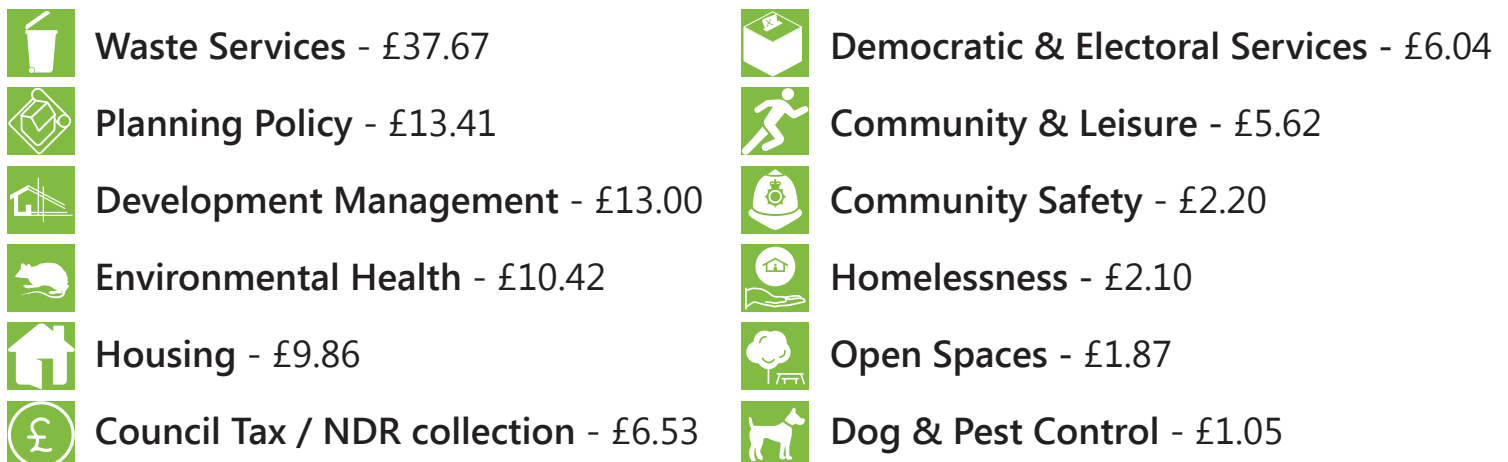 Waste Services - £37.67
Planning Policy - £13.41
Development Management - £13.00
Environmental Health - £10.42
Housing - £9.86
£
Council Tax / NDR collection - £6.53
x
Democratic & Electoral Services - £6.04
Community & Leisure - £5.62
Community Safety - £2.20
Homelessness - £2.10
Open Spaces - £1.87
Dog & Pest Control - £1.05